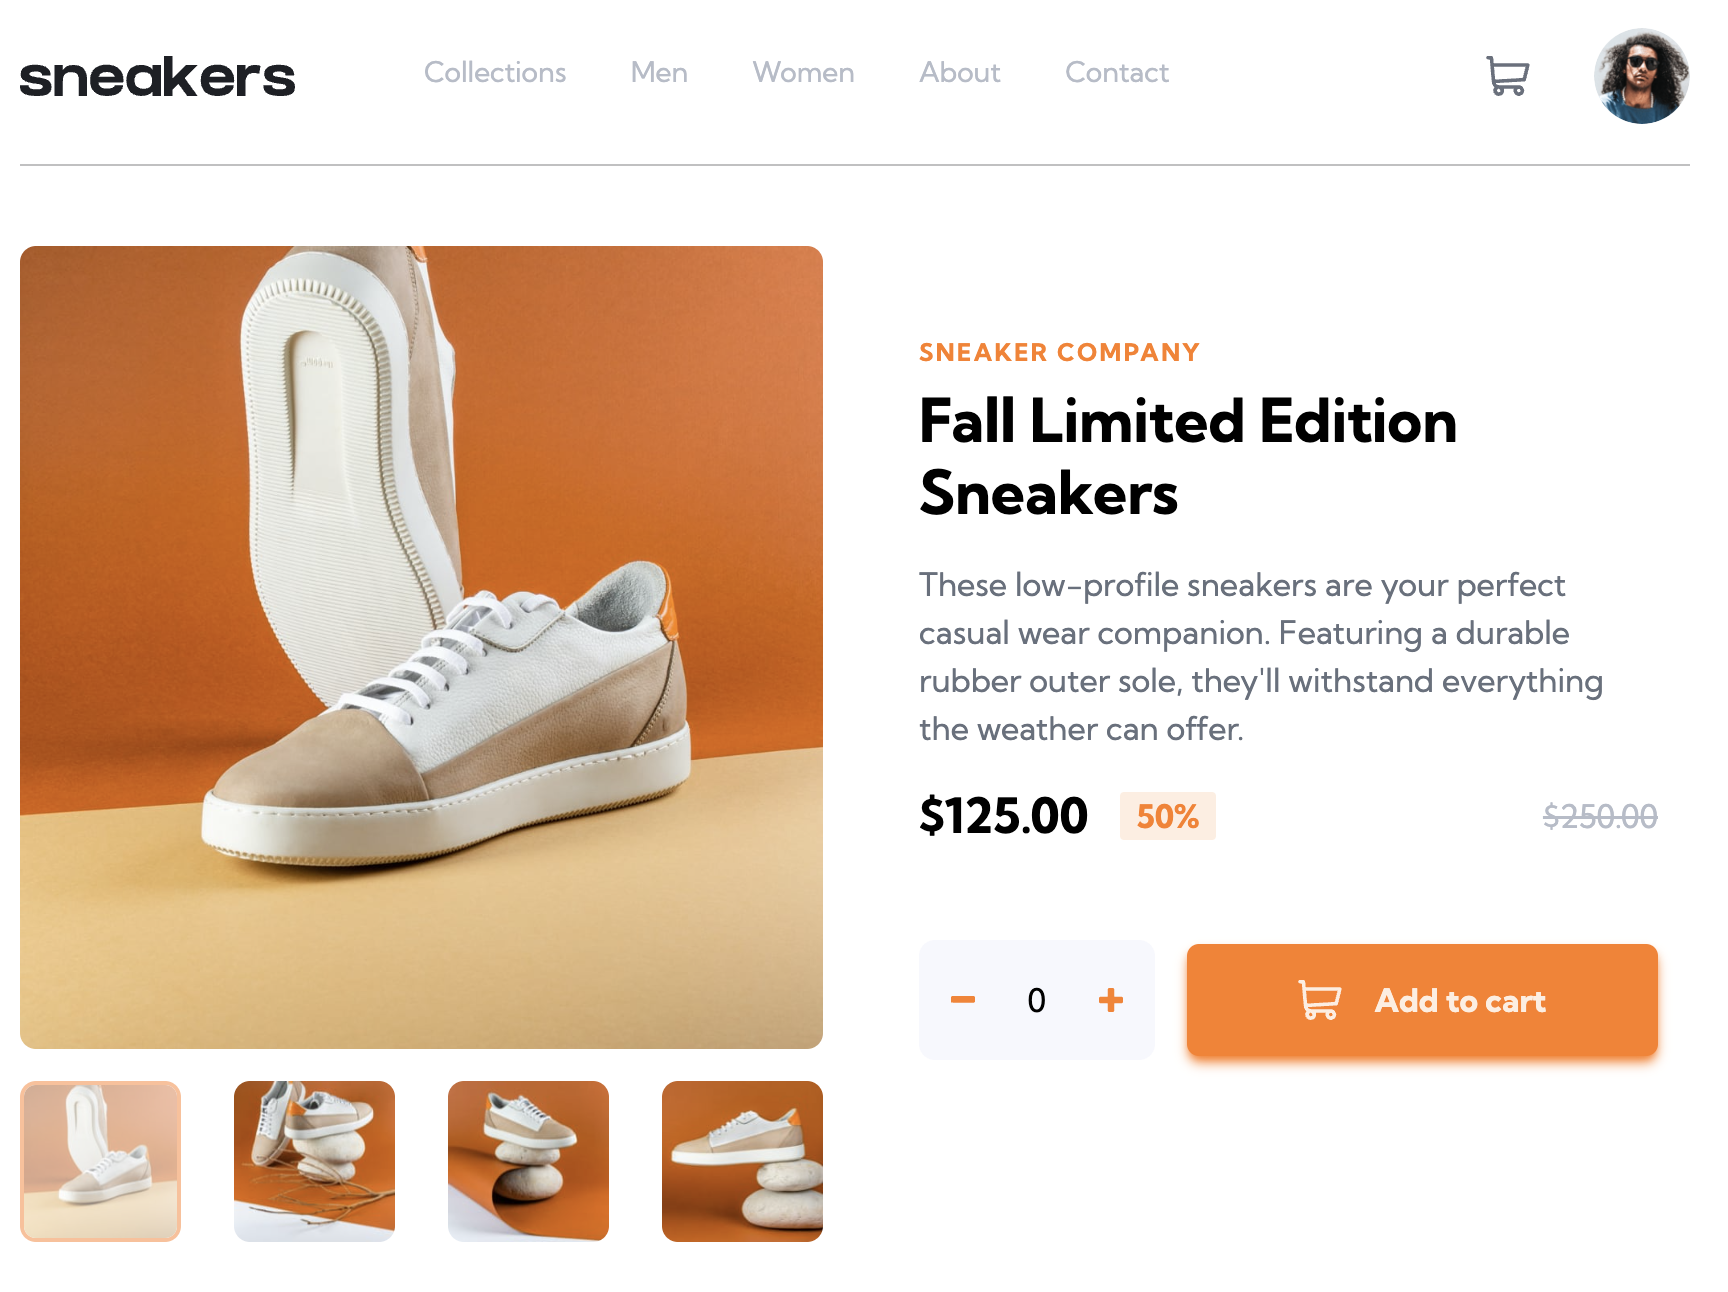 sneakers
Collections
Men
Women
About
Contact
SNEAKER COMPANY
Fall Limited Edition
Sneakers
These low-profile sneakers are your perfect
casual wear companion. Featuring a durable
rubber outer sole, they'll withstand everything
the weather can offer.
$125.00
50%
$250.00
0
Add to cart